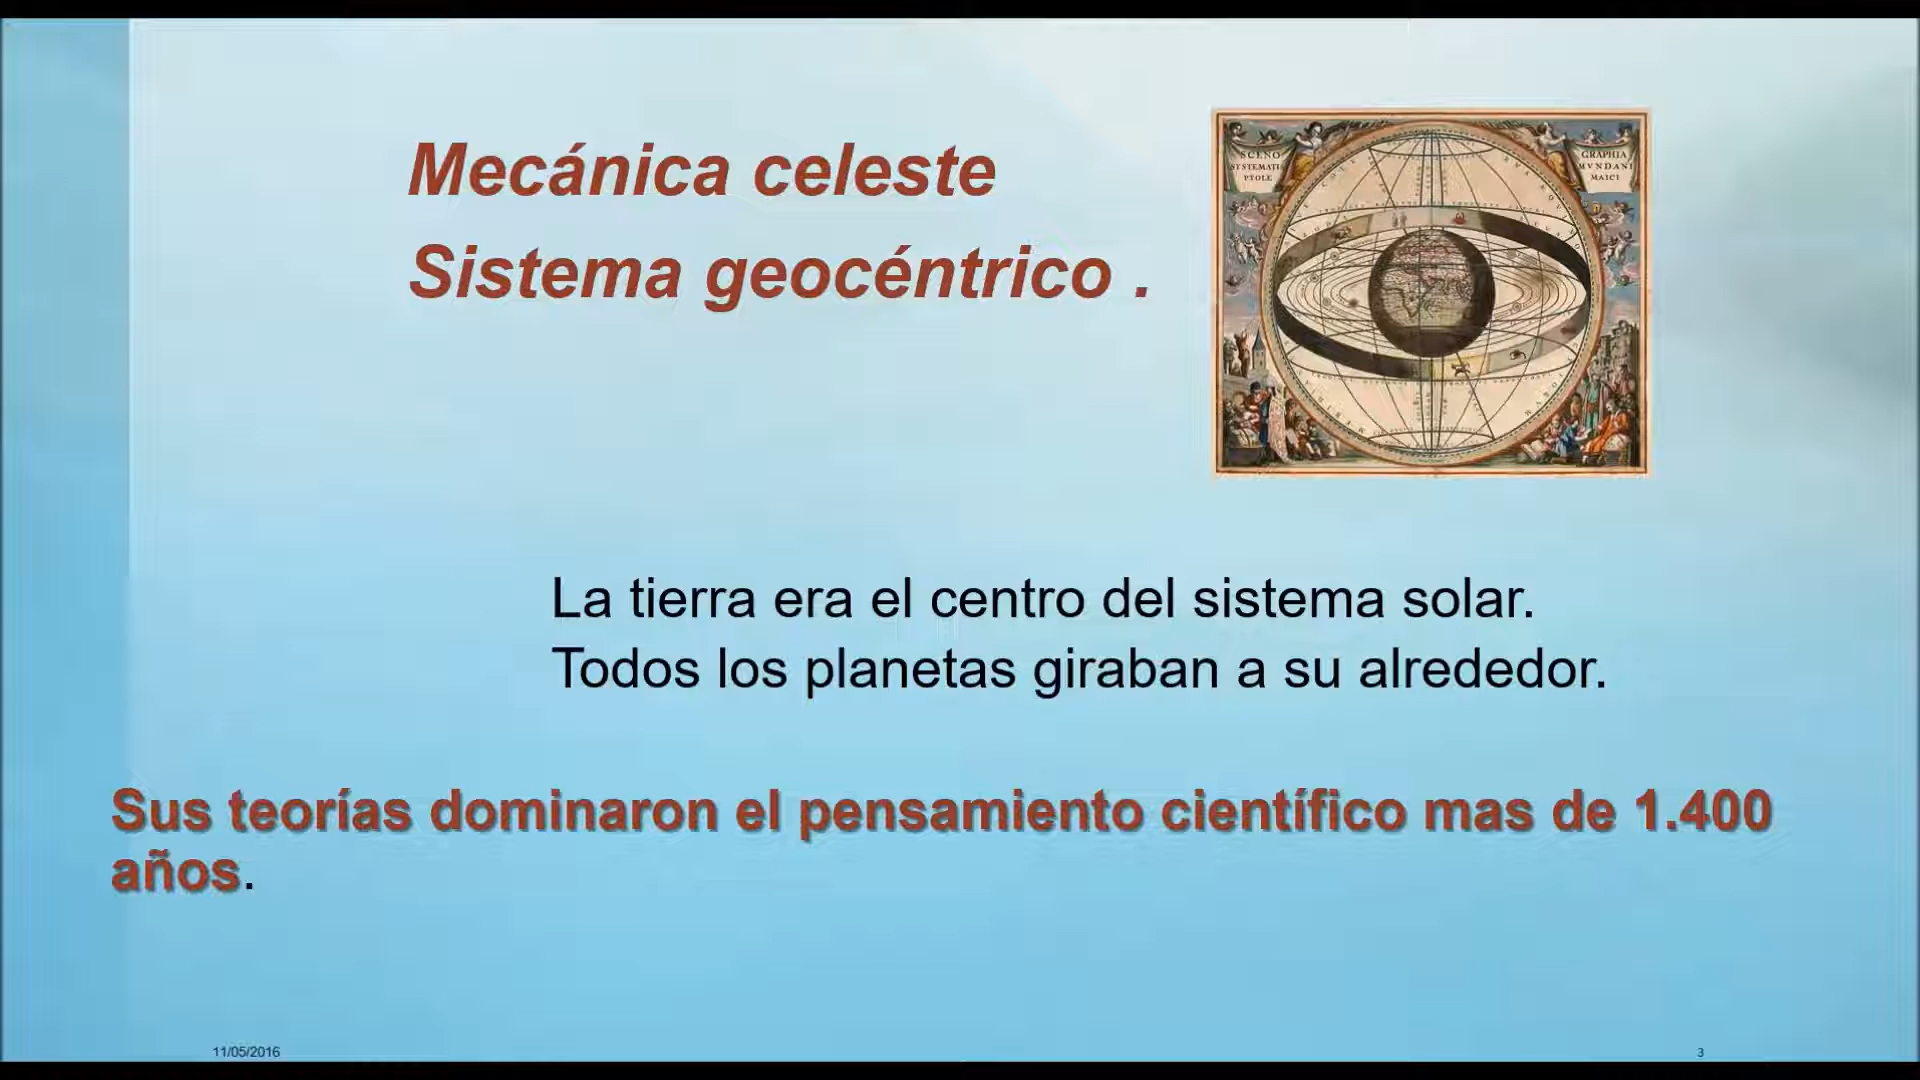 Mecánica celeste
Sistema geocéntrico .
SCENO
SYSTEMATI
PTOLE
GRAPHIA
MVNDANI
MAICI
La tierra era el centro del sistema solar.
Todos los planetas giraban a su alrededor.
Sus teorías dominaron el pensamiento científico mas de 1.400
años.
11/05/2016
3